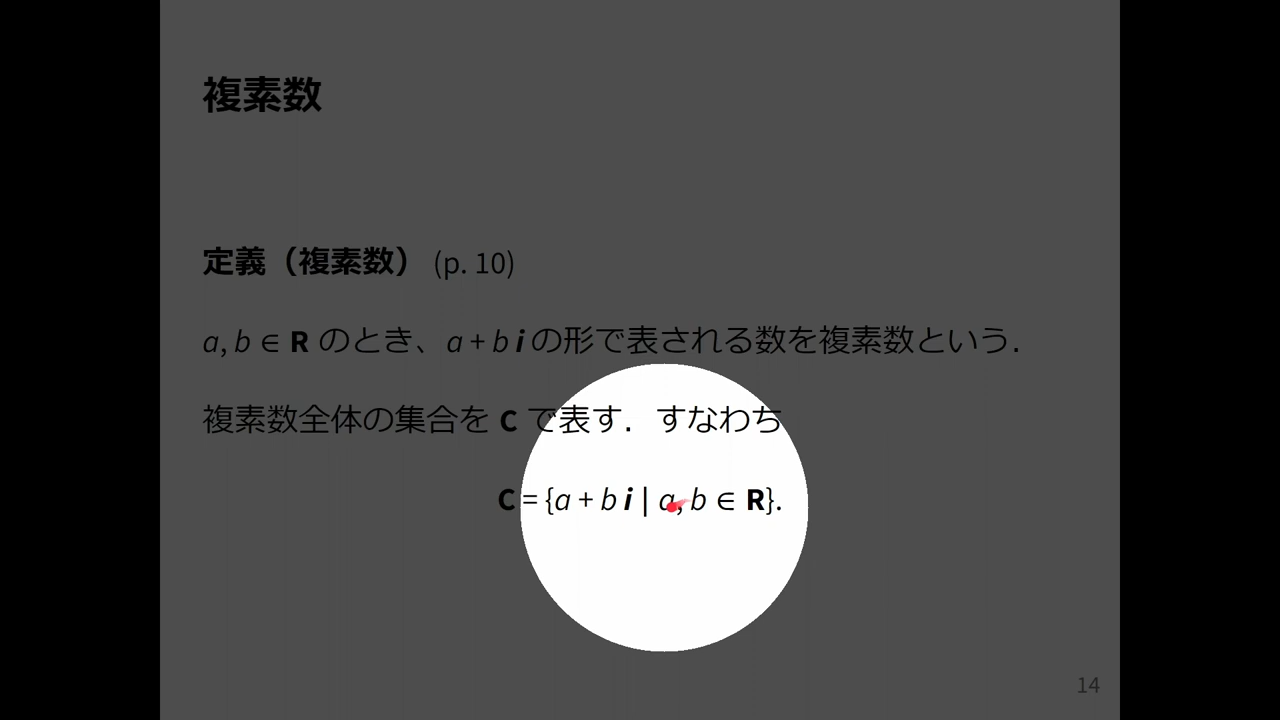 複素数
定義（複素数） (p. 10)
a, b ∈ R のとき、a + b i の形で表される数を複素数という．
複素数全体の集合を C で表す． すなわち
C = {a + b i | a, b ∈ R}.
14